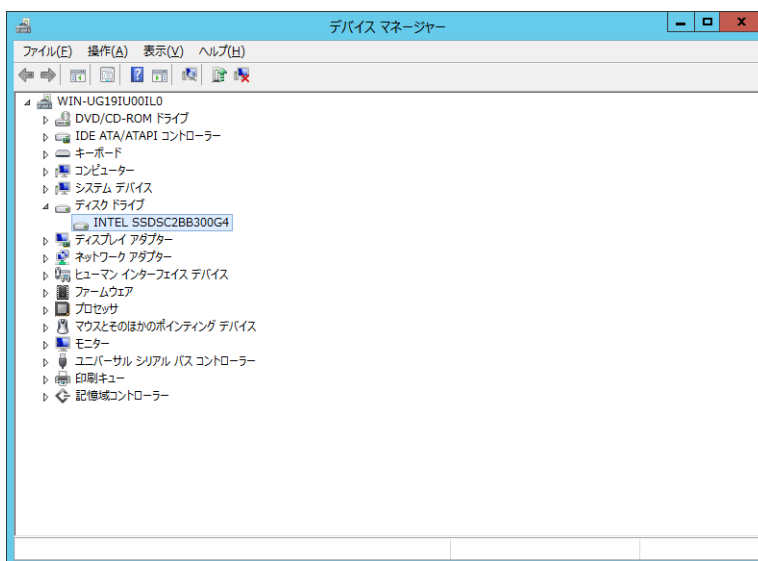 デバイス マネージャー
ファイル(F) 操作(A) 表示(V) ヘルプ(H)
WIN-UG19IU00IL0
DVD/CD-ROM ドライブ
IDE ATA/ATAPI コントローラー
キーボード
コンピューター
システム デバイス
ディスク ドライブ
INTEL SSDSC2BB300G4
ディスプレイ アダプター
ネットワーク アダプター
ヒューマン インターフェイス デバイス
ファームウェア
プロセッサ
マウスとそのほかのポインティング デバイス
モニター
ユニバーサル シリアル バス コントローラー
印刷キュー
記憶域コントローラー